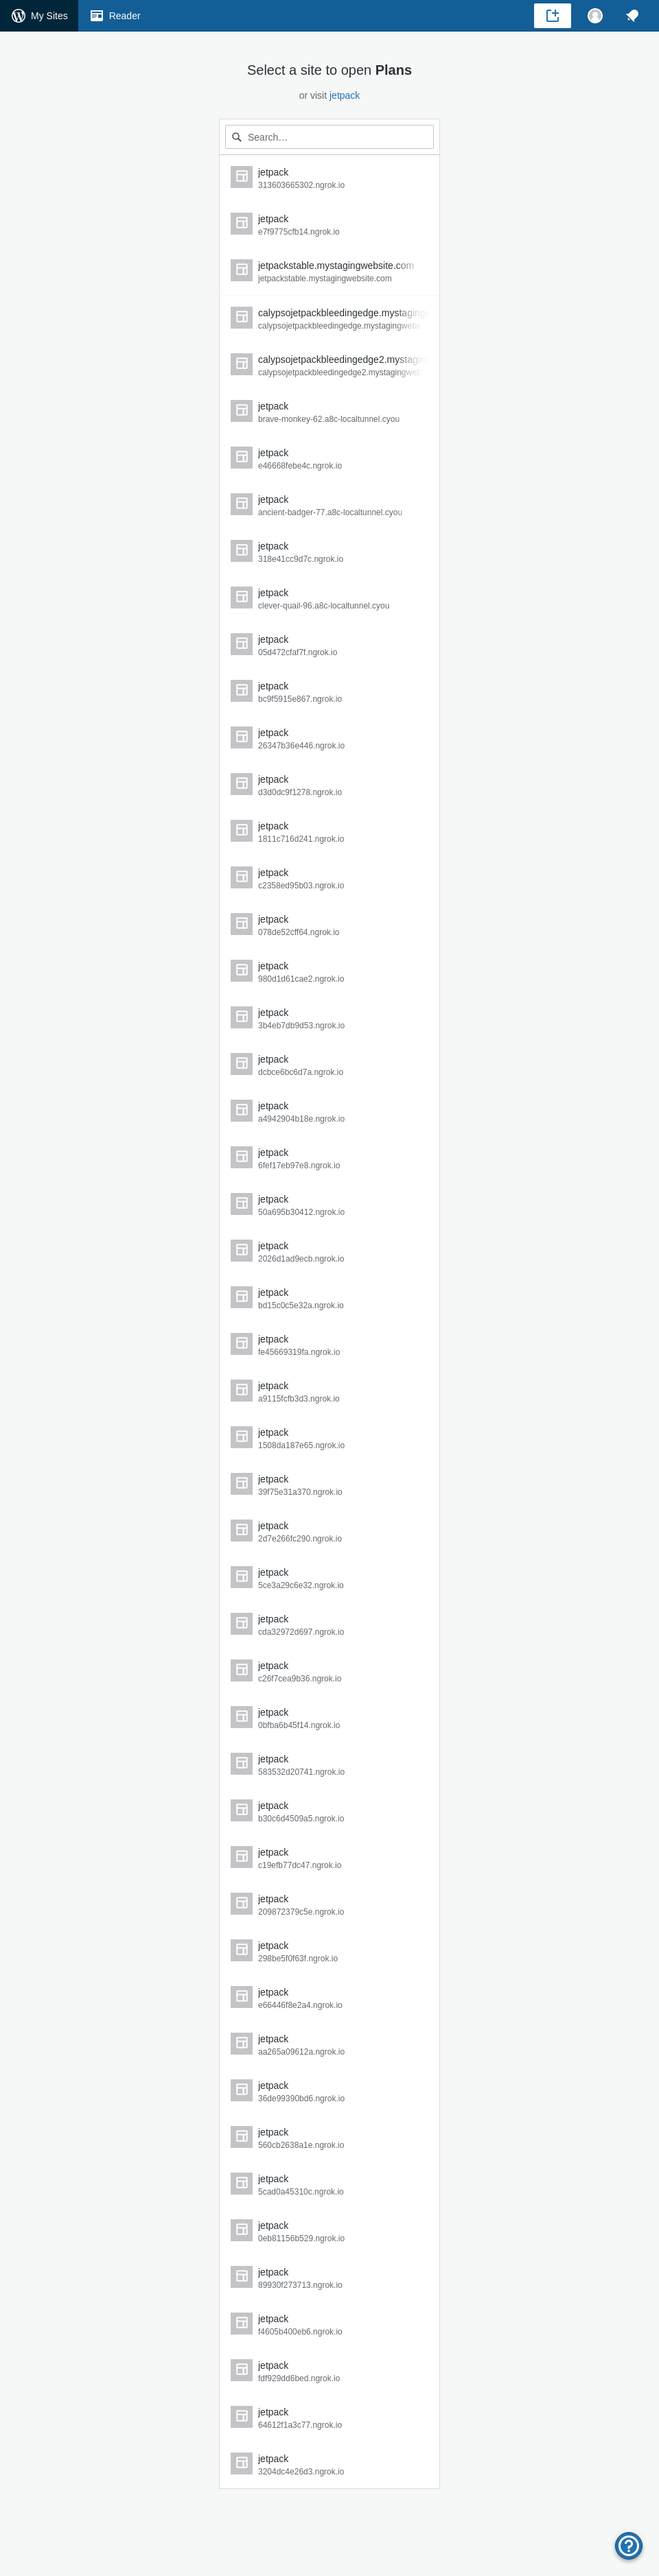 My Sites
Reader
Select a site to open Plans
or visit jetpack
Search…
jetpack
313603665302.ngrok.io
jetpack
e7f9775cfb14.ngrok.io
jetpackstable.mystagingwebsite.com
jetpackstable.mystagingwebsite.com
calypsojetpackbleedingedge.mystaging
calypsojetpackbleedingedge.mystagingwebs
calypsojetpackbleedingedge2.mystaging
calypsojetpackbleedingedge2.mystagingweb
jetpack
brave-monkey-62.a8c-localtunnel.cyou
jetpack
e46668febe4c.ngrok.io
jetpack
ancient-badger-77.a8c-localtunnel.cyou
jetpack
318e41cc9d7c.ngrok.io
jetpack
clever-quail-96.a8c-localtunnel.cyou
jetpack
05d472cfaf7f.ngrok.io
jetpack
bc9f5915e867.ngrok.io
jetpack
26347b36e446.ngrok.io
jetpack
d3d0dc9f1278.ngrok.io
jetpack
1811c716d241.ngrok.io
jetpack
c2358ed95b03.ngrok.io
jetpack
078de52cff64.ngrok.io
jetpack
980d1d61cae2.ngrok.io
jetpack
3b4eb7db9d53.ngrok.io
jetpack
dcbce6bc6d7a.ngrok.io
jetpack
a4942904b18e.ngrok.io
jetpack
6fef17eb97e8.ngrok.io
jetpack
50a695b30412.ngrok.io
jetpack
2026d1ad9ecb.ngrok.io
jetpack
bd15c0c5e32a.ngrok.io
jetpack
fe45669319fa.ngrok.io
jetpack
a9115fcfb3d3.ngrok.io
jetpack
1508da187e65.ngrok.io
jetpack
39f75e31a370.ngrok.io
jetpack
2d7e266fc290.ngrok.io
jetpack
5ce3a29c6e32.ngrok.io
jetpack
cda32972d697.ngrok.io
jetpack
c26f7cea9b36.ngrok.io
jetpack
0bfba6b45f14.ngrok.io
jetpack
583532d20741.ngrok.io
jetpack
b30c6d4509a5.ngrok.io
jetpack
c19efb77dc47.ngrok.io
jetpack
209872379c5e.ngrok.io
jetpack
298be5f0f63f.ngrok.io
jetpack
e66446f8e2a4.ngrok.io
jetpack
aa265a09612a.ngrok.io
jetpack
36de99390bd6.ngrok.io
jetpack
560cb2638a1e.ngrok.io
jetpack
5cad0a45310c.ngrok.io
jetpack
0eb81156b529.ngrok.io
jetpack
89930f273713.ngrok.io
jetpack
f4605b400eb6.ngrok.io
jetpack
fdf929dd6bed.ngrok.io
jetpack
64612f1a3c77.ngrok.io
jetpack
3204dc4e26d3.ngrok.io